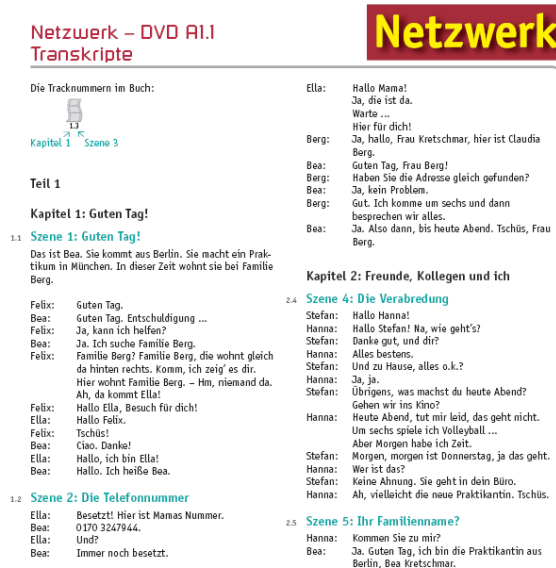 Netzwerk – DVD A1.1
Transkripte
Netzwerk
Die Tracknummern im Buch:
1.3
Kapitel 1 Szene 3
Teil 1
Kapitel 1: Guten Tag!
1.1 Szene 1: Guten Tag!
Das ist Bea. Sie kommt aus Berlin. Sie macht ein Prak-
tikum in München. In dieser Zeit wohnt sie bei Familie
Berg.
Felix: Guten Tag.
Bea: Guten Tag. Entschuldigung ...
Felix: Ja, kann ich helfen?
Bea: Ja. Ich suche Familie Berg.
Felix: Familie Berg? Familie Berg, die wohnt gleich
da hinten rechts. Komm, ich zeig' es dir.
Hier wohnt Familie Berg. – Hm, niemand da.
Ah, da kommt Ella!
Felix: Hallo Ella, Besuch für dich!
Ella: Hallo Felix.
Felix: Tschüs!
Bea: Ciao. Danke!
Ella: Hallo, ich bin Ella!
Bea: Hallo. Ich heiße Bea.
1.2 Szene 2: Die Telefonnummer
Ella: Besetzt! Hier ist Mamas Nummer.
Bea: 0170 3247944.
Ella: Und?
Bea: Immer noch besetzt.
Ella: Hallo Mama!
Ja, die ist da.
Warte ...
Hier für dich!
Berg: Ja, hallo, Frau Kretschmar, hier ist Claudia
Berg.
Bea: Guten Tag, Frau Berg!
Berg: Haben Sie die Adresse gleich gefunden?
Bea: Ja, kein Problem.
Berg: Gut. Ich komme um sechs und dann
besprechen wir alles.
Bea: Ja. Also dann, bis heute Abend. Tschüs, Frau
Berg.
Kapitel 2: Freunde, Kollegen und ich
2.4 Szene 4: Die Verabredung
Stefan: Hallo Hanna!
Hanna: Hallo Stefan! Na, wie geht's?
Stefan: Danke gut, und dir?
Hanna: Alles bestens.
Stefan: Und zu Hause, alles o.k.?
Hanna: Ja, ja.
Stefan: Übrigens, was machst du heute Abend?
Gehen wir ins Kino?
Hanna: Heute Abend, tut mir leid, das geht nicht.
Um sechs spiele ich Volleyball ...
Aber Morgen habe ich Zeit.
Stefan: Morgen, morgen ist Donnerstag, ja das geht.
Hanna: Wer ist das?
Stefan: Keine Ahnung. Sie geht in dein Büro.
Hanna: Ah, vielleicht die neue Praktikantin. Tschüs.
2.5 Szene 5: Ihr Familienname?
Hanna: Kommen Sie zu mir?
Bea: Ja. Guten Tag, ich bin die Praktikantin aus
Berlin, Bea Kretschmar.